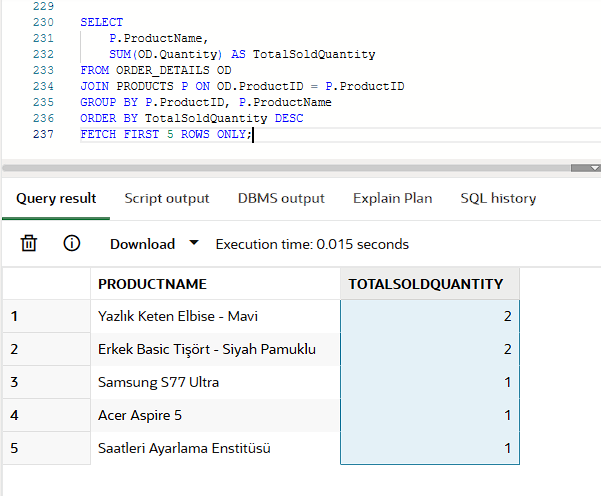 229
230 SELECT
231     P.ProductName,
232     SUM(OD.Quantity) AS TotalSoldQuantity
233 FROM ORDER_DETAILS OD
234 JOIN PRODUCTS P ON OD.ProductID = P.ProductID
235 GROUP BY P.ProductID, P.ProductName
236 ORDER BY TotalSoldQuantity DESC
237 FETCH FIRST 5 ROWS ONLY;
Query result Script output DBMS output Explain Plan SQL history
Download Execution time: 0.015 seconds
PRODUCTNAME TOTALSOLDQUANTITY
1 Yazlık Keten Elbise - Mavi 2
2 Erkek Basic Tişört - Siyah Pamuklu 2
3 Samsung S77 Ultra 1
4 Acer Aspire 5 1
5 Saatleri Ayarlama Enstitüsü 1